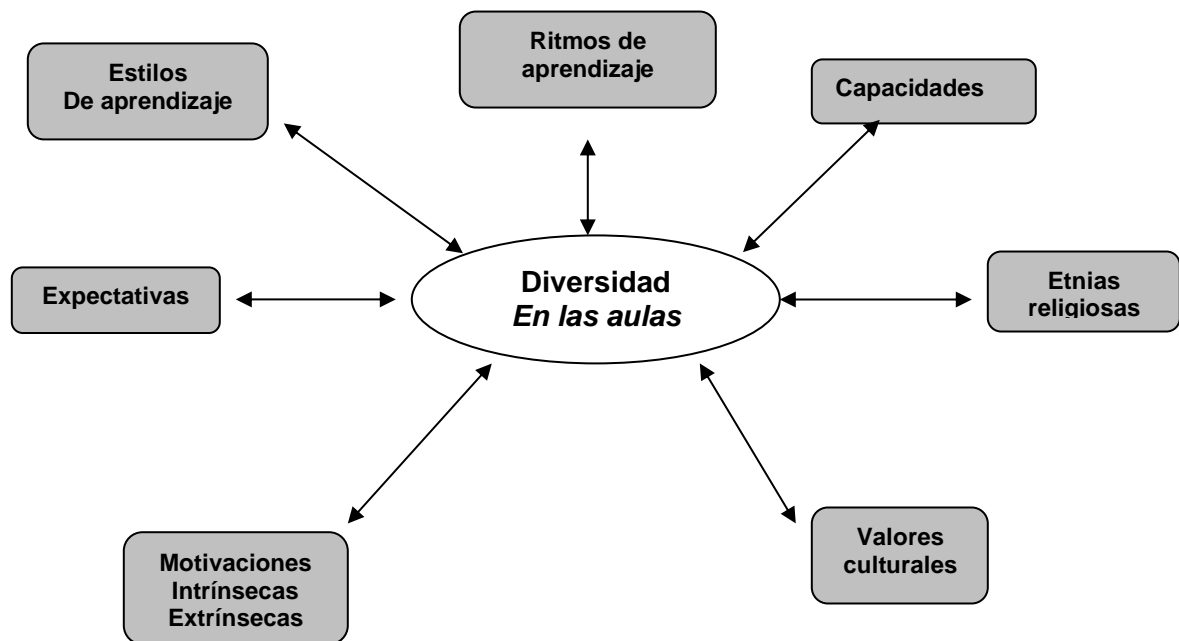 Ritmos de
aprendizaje
Estilos
De aprendizaje
Capacidades
Diversidad
En las aulas
Expectativas
Etnias
religiosas
Motivaciones
Intrínsecas
Extrínsecas
Valores
culturales